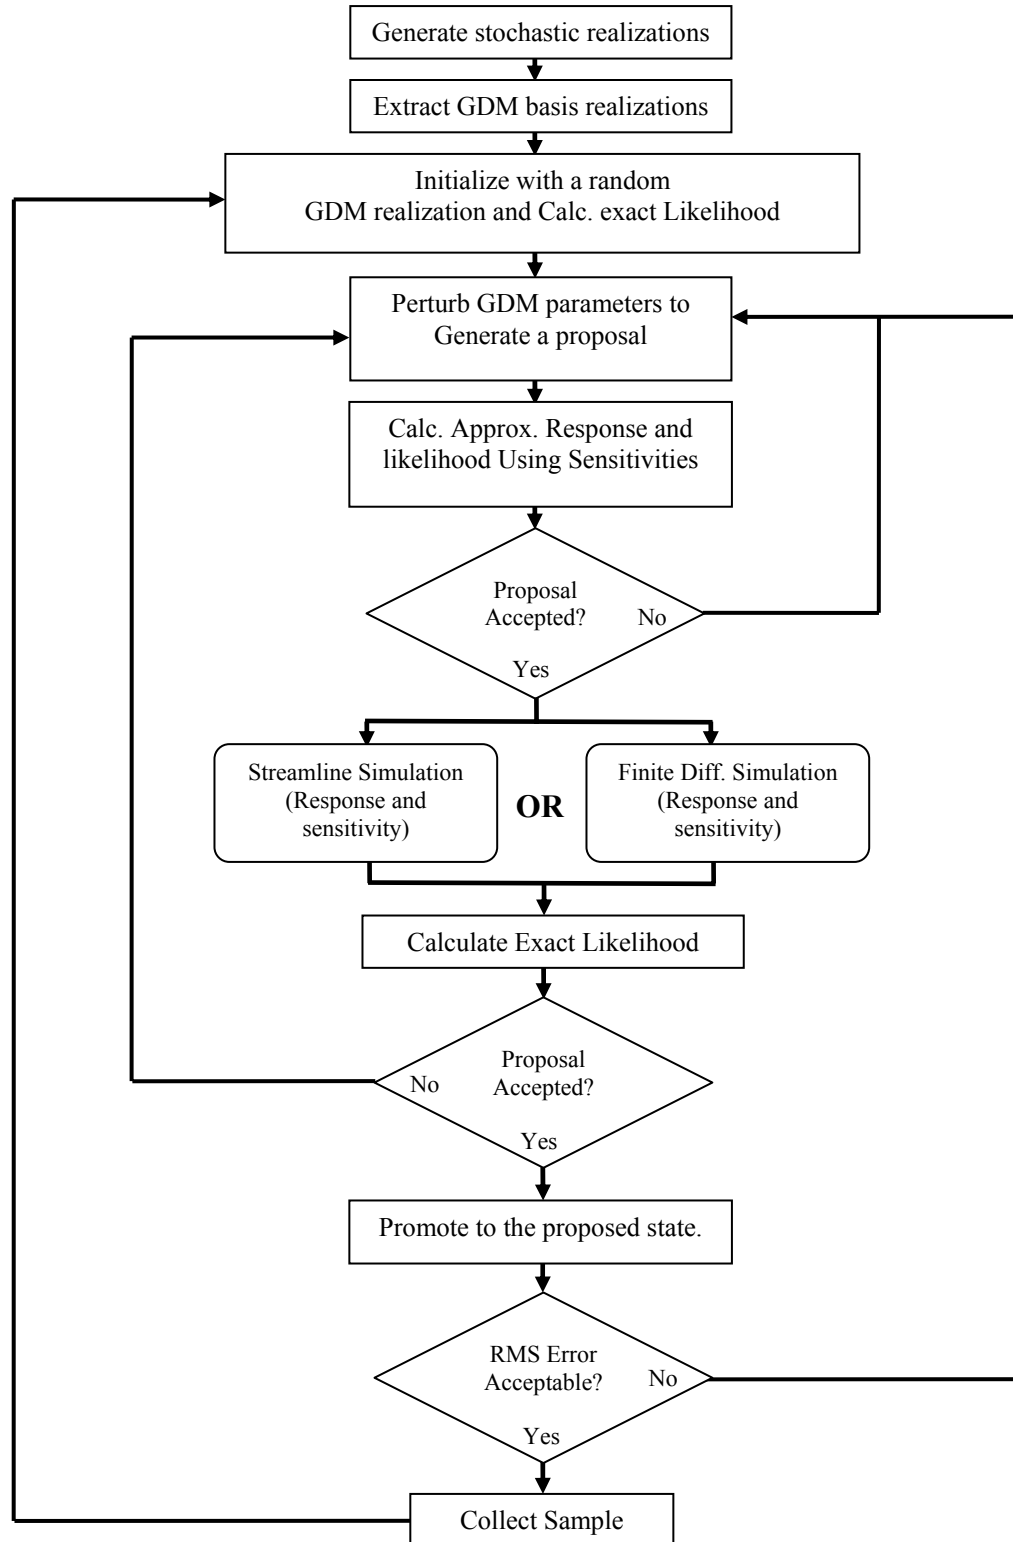 Generate stochastic realizations
Extract GDM basis realizations
Initialize with a random
GDM realization and Calc. exact Likelihood
Perturb GDM parameters to
Generate a proposal
Calc. Approx. Response and
likelihood Using Sensitivities
Proposal
Accepted?
No
Yes
Streamline Simulation
(Response and
sensitivity)
OR
Finite Diff. Simulation
(Response and
sensitivity)
Calculate Exact Likelihood
Proposal
Accepted?
No
Yes
Promote to the proposed state.
RMS Error
Acceptable?
No
Yes
Collect Sample